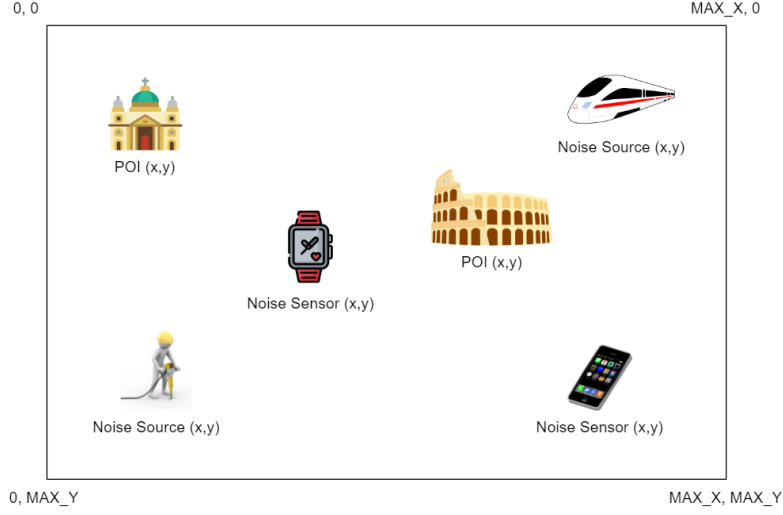 0, 0
MAX_X, 0
Noise Source (x,y)
POI (x,y)
POI (x,y)
Noise Sensor (x,y)
Noise Source (x,y)
Noise Sensor (x,y)
0, MAX_Y
MAX_X, MAX_Y